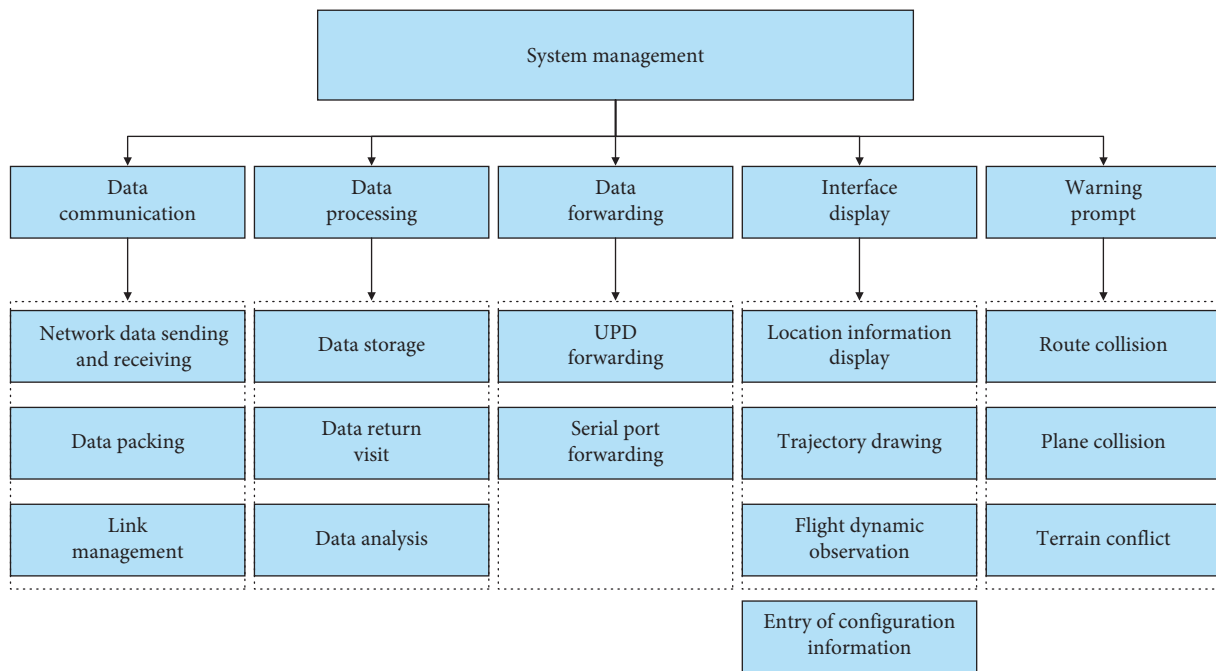 System management
Data
communication
Data
processing
Data
forwarding
Interface
display
Warning
prompt
Network data sending
and receiving
Data storage
UPD
forwarding
Location information
display
Route collision
Data packing
Data return
visit
Serial port
forwarding
Trajectory drawing
Plane collision
Link
management
Data analysis
Flight dynamic
observation
Terrain conflict
Entry of configuration
information